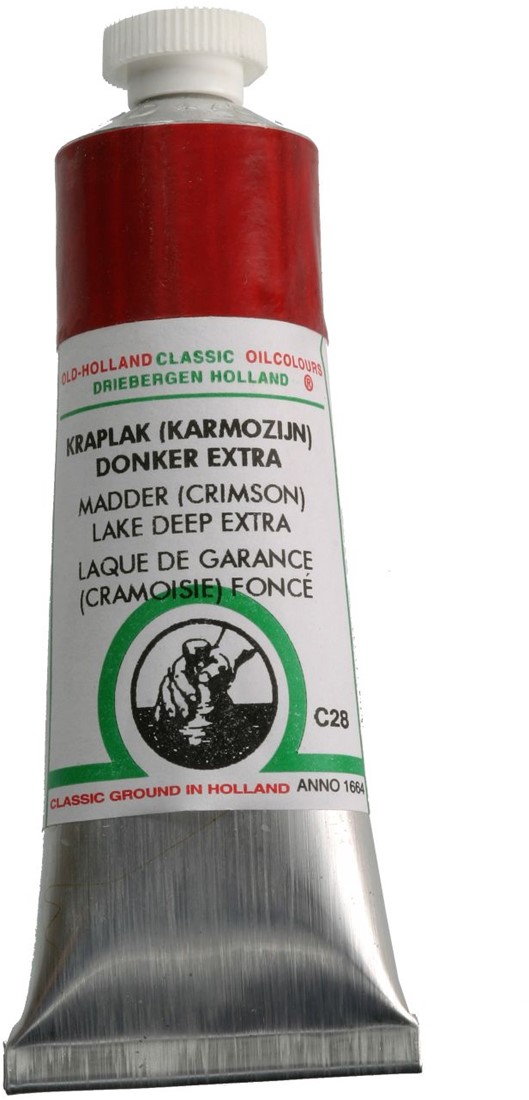 OLD-HOLLAND CLASSIC OILCOLOURS
DRIEBERGEN HOLLAND ®
KRAPLAK (KARMOZIJN)
DONKER EXTRA
MADDER (CRIMSON)
LAKE DEEP EXTRA
LAQUE DE GARANCE
(CRAMOISIE) FONCÉ
C28
CLASSIC GROUND IN HOLLAND ANNO 1664